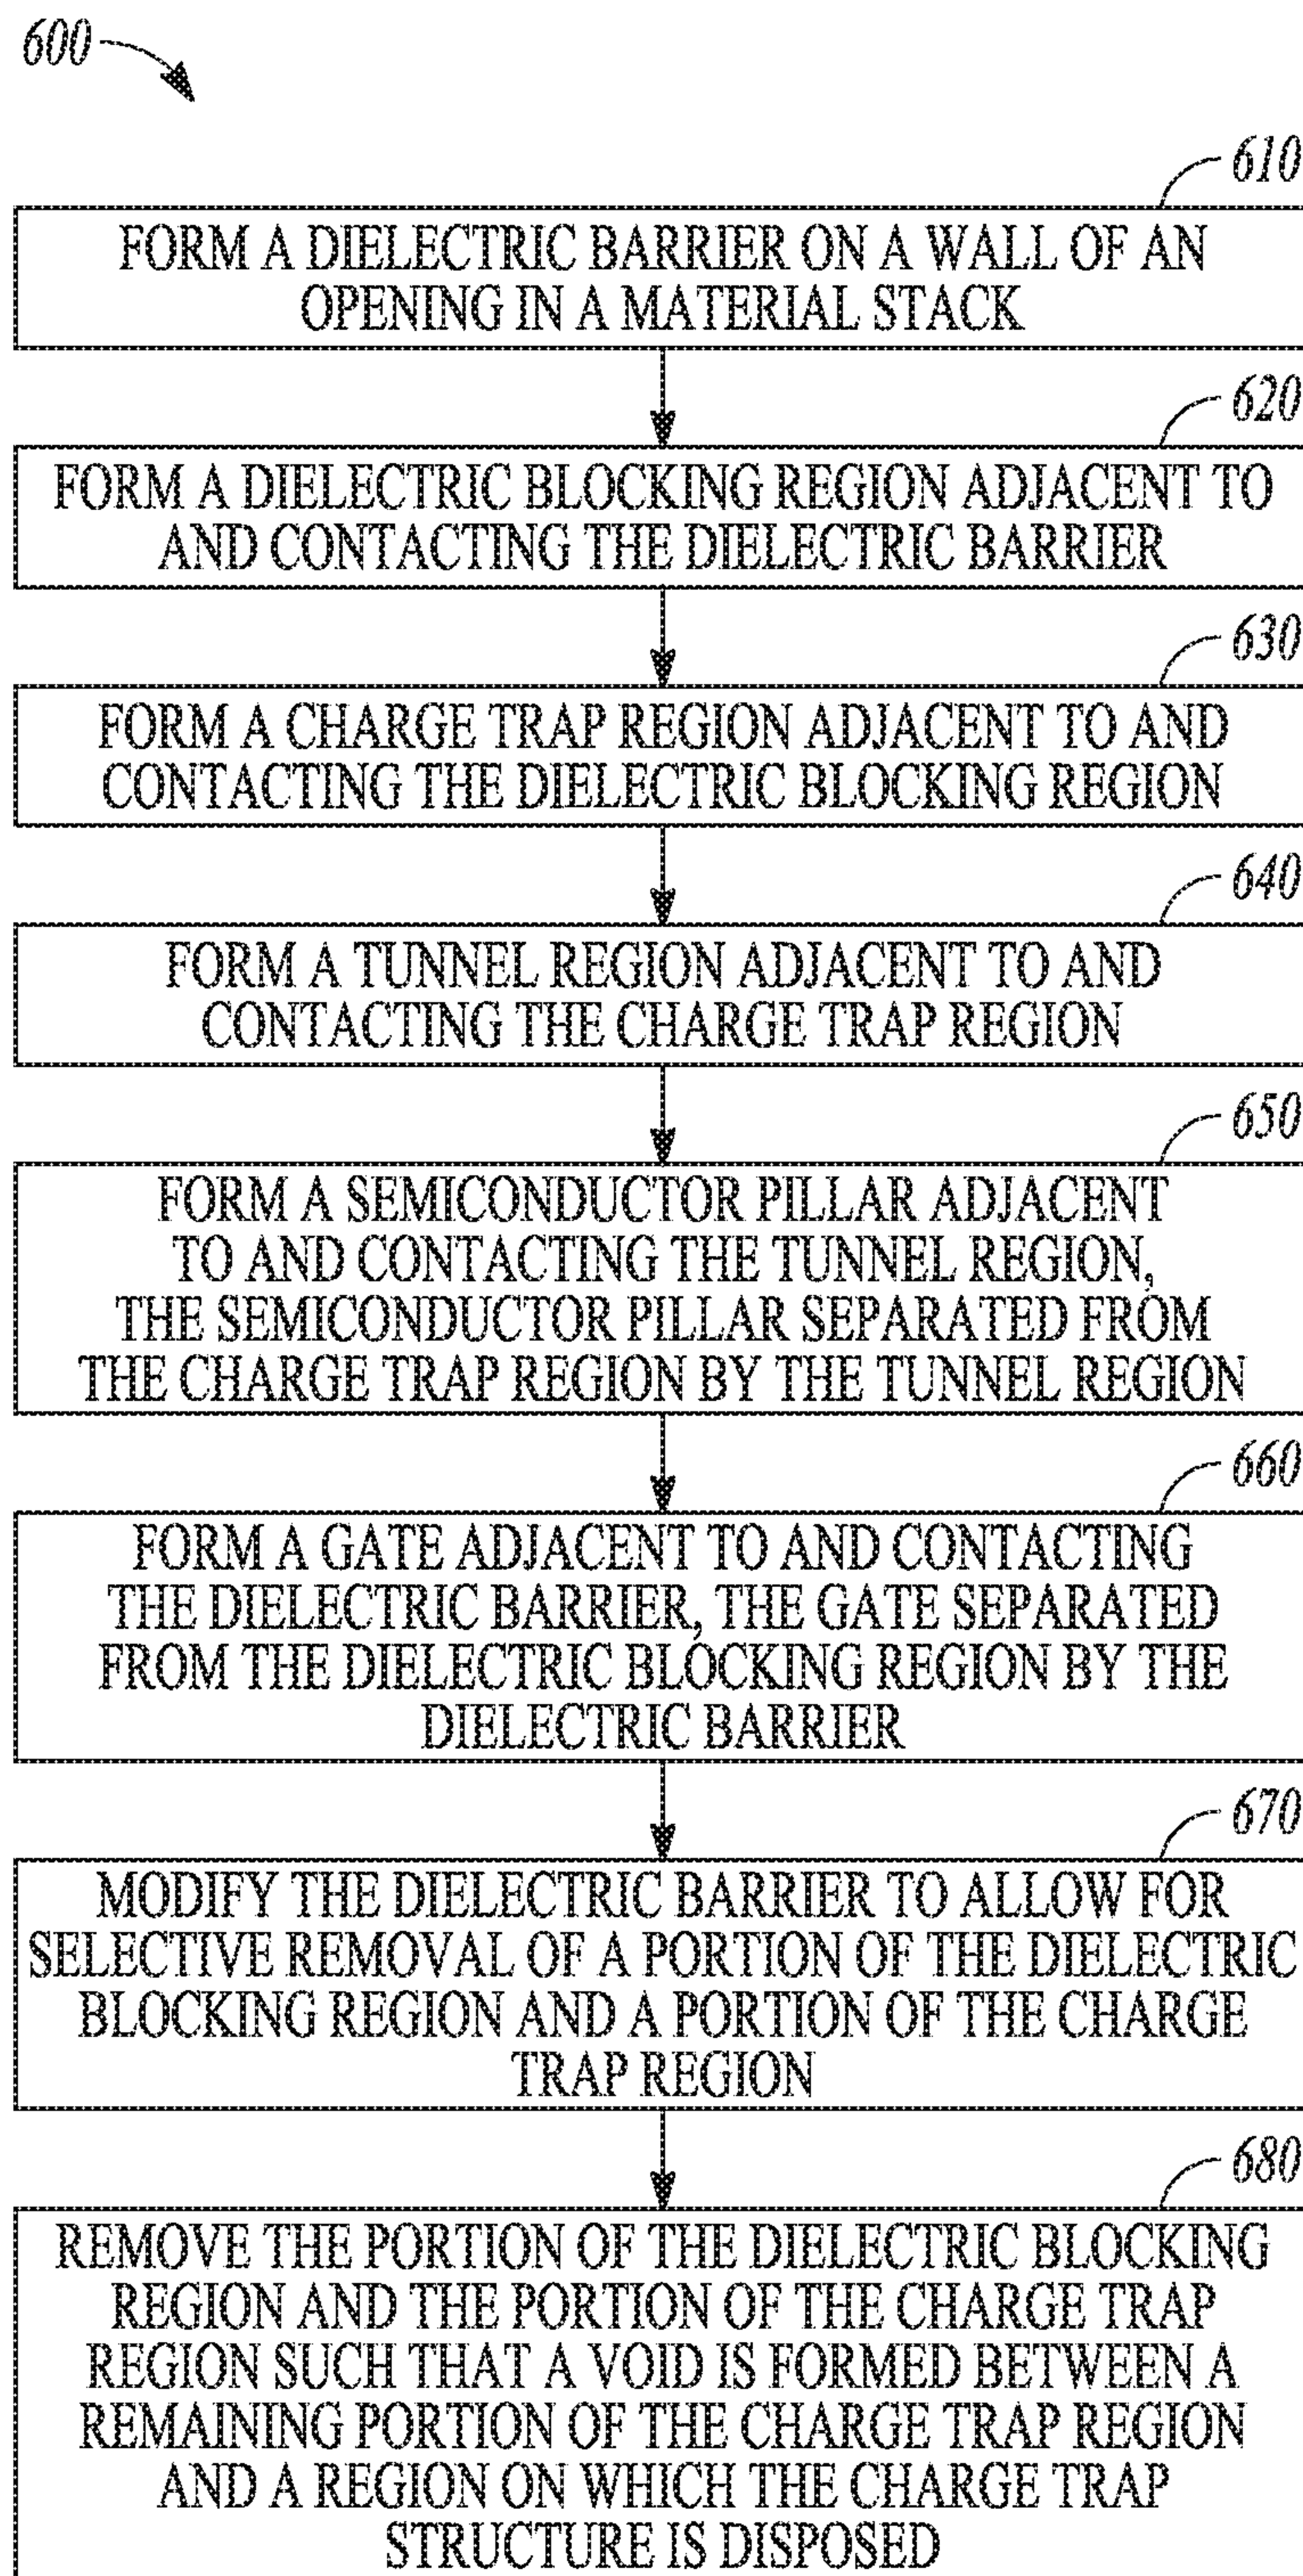 600
610
FORM A DIELECTRIC BARRIER ON A WALL OF AN
OPENING IN A MATERIAL STACK
620
FORM A DIELECTRIC BLOCKING REGION ADJACENT TO
AND CONTACTING THE DIELECTRIC BARRIER
630
FORM A CHARGE TRAP REGION ADJACENT TO AND
CONTACTING THE DIELECTRIC BLOCKING REGION
640
FORM A TUNNEL REGION ADJACENT TO AND
CONTACTING THE CHARGE TRAP REGION
650
FORM A SEMICONDUCTOR PILLAR ADJACENT
TO AND CONTACTING THE TUNNEL REGION,
THE SEMICONDUCTOR PILLAR SEPARATED FROM
THE CHARGE TRAP REGION BY THE TUNNEL REGION
660
FORM A GATE ADJACENT TO AND CONTACTING
THE DIELECTRIC BARRIER, THE GATE SEPARATED
FROM THE DIELECTRIC BLOCKING REGION BY THE
DIELECTRIC BARRIER
670
MODIFY THE DIELECTRIC BARRIER TO ALLOW FOR
SELECTIVE REMOVAL OF A PORTION OF THE DIELECTRIC
BLOCKING REGION AND A PORTION OF THE CHARGE
TRAP REGION
680
REMOVE THE PORTION OF THE DIELECTRIC BLOCKING
REGION AND THE PORTION OF THE CHARGE TRAP
REGION SUCH THAT A VOID IS FORMED BETWEEN A
REMAINING PORTION OF THE CHARGE TRAP REGION
AND A REGION ON WHICH THE CHARGE TRAP
STRUCTURE IS DISPOSED